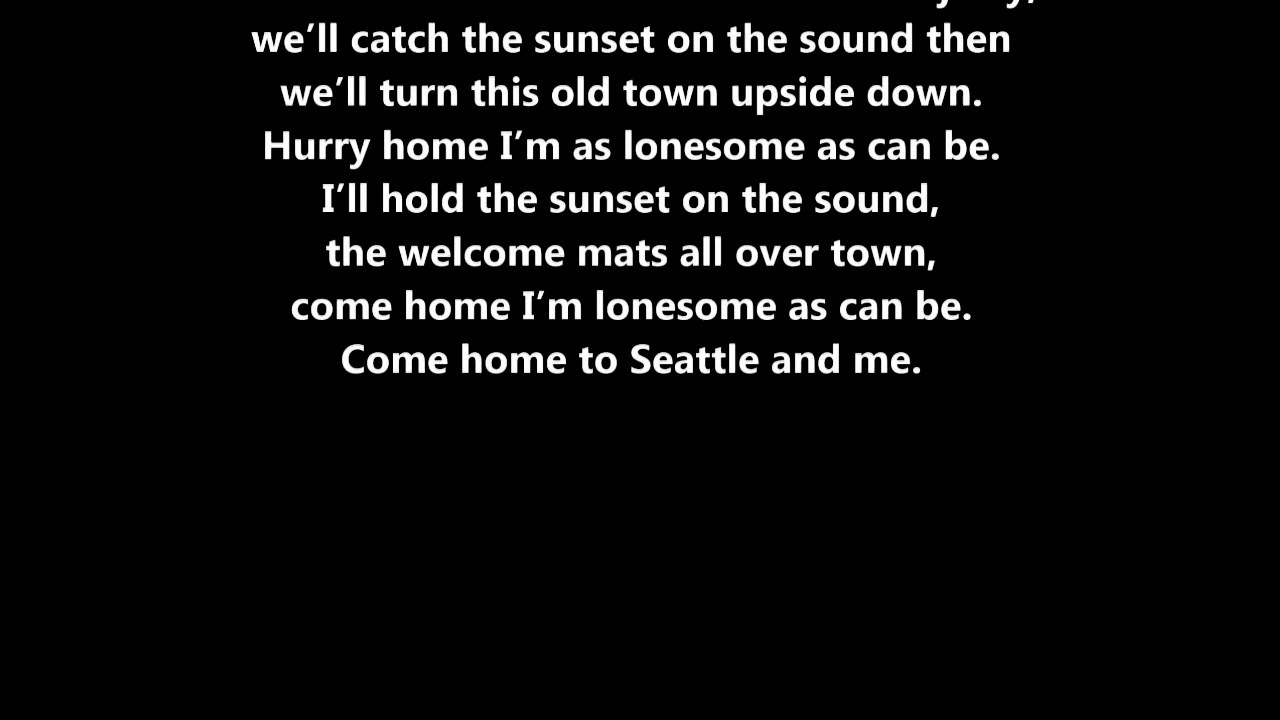 we’ll catch the sunset on the sound then
we’ll turn this old town upside down.
Hurry home I’m as lonesome as can be.
I’ll hold the sunset on the sound,
the welcome mats all over town,
come home I’m lonesome as can be.
Come home to Seattle and me.